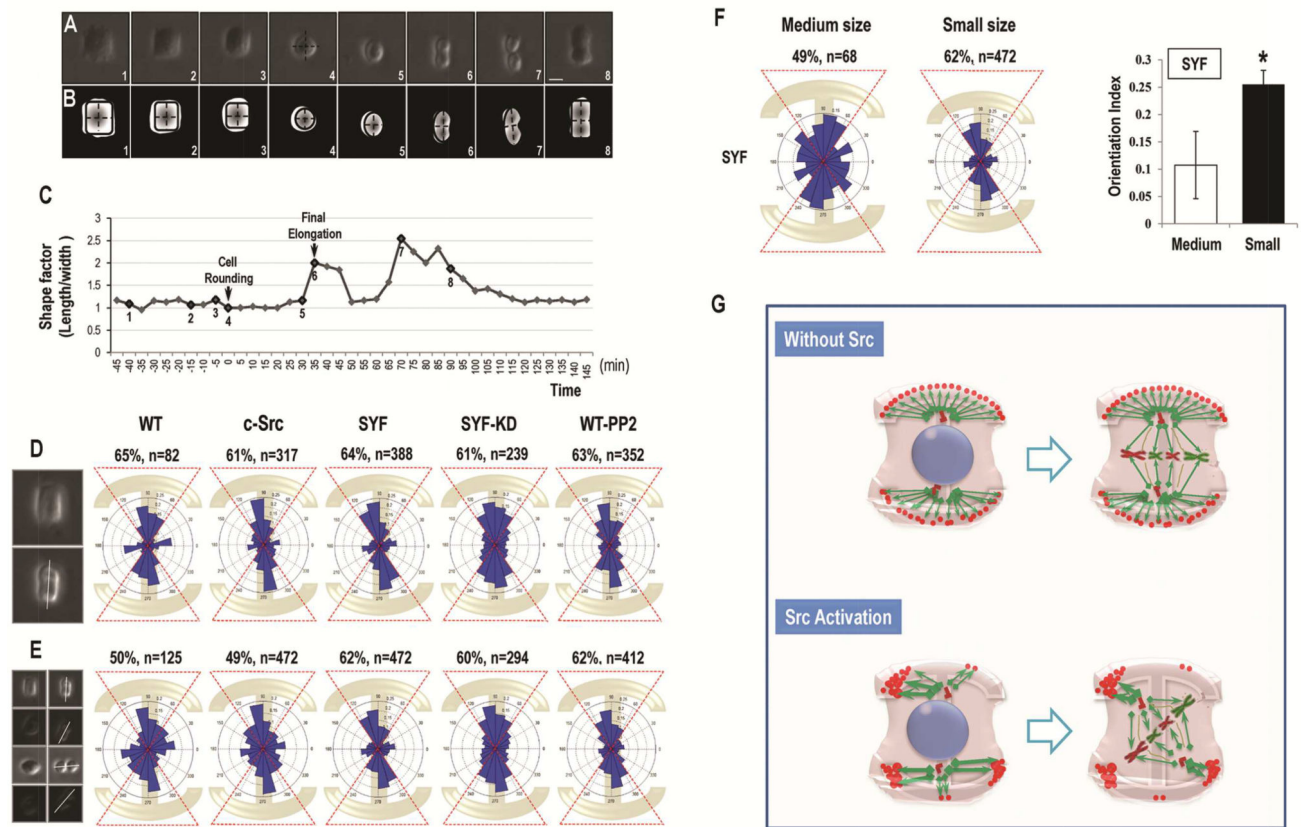 A
1 2 3 4 5 6 7 8
B
1 2 3 4 5 6 7 8
C
Shape factor
(Length/width)
3
2.5
2
1.5
1
0.5
0
Cell
Rounding
Final
Elongation
1 2 3 4 5 6 7 8
-45 -40 -35 -30 -25 -20 -15 -10 -5 0 5 10 15 20 25 30 35 40 45 50 55 60 65 70 75 80 85 90 95 100 105 110 115 120 125 130 135 140 145 (min)
Time
WT c-Src SYF SYF-KD WT-PP2
D
65%, n=82 61%, n=317 64%, n=388 61%, n=239 63%, n=352
E
50%, n=125 49%, n=472 62%, n=472 60%, n=294 62%, n=412
F
Medium size Small size
49%, n=68 62%, n=472
SYF
Orientiation Index
0.3
0.25
0.2
0.15
0.1
0.05
0
SYF
*
Medium Small
G
Without Src
Src Activation